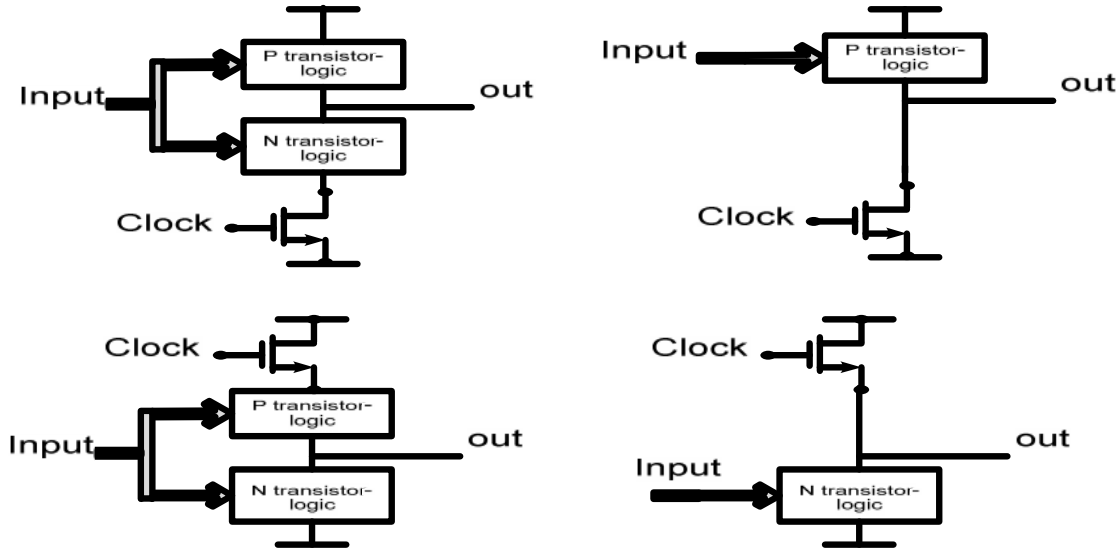 P transistor-
logic
Input
out
N transistor-
logic
Clock
Input
P transistor-
logic
out
Clock
Clock
P transistor-
logic
Input
out
N transistor-
logic
Clock
out
Input
N transistor-
logic